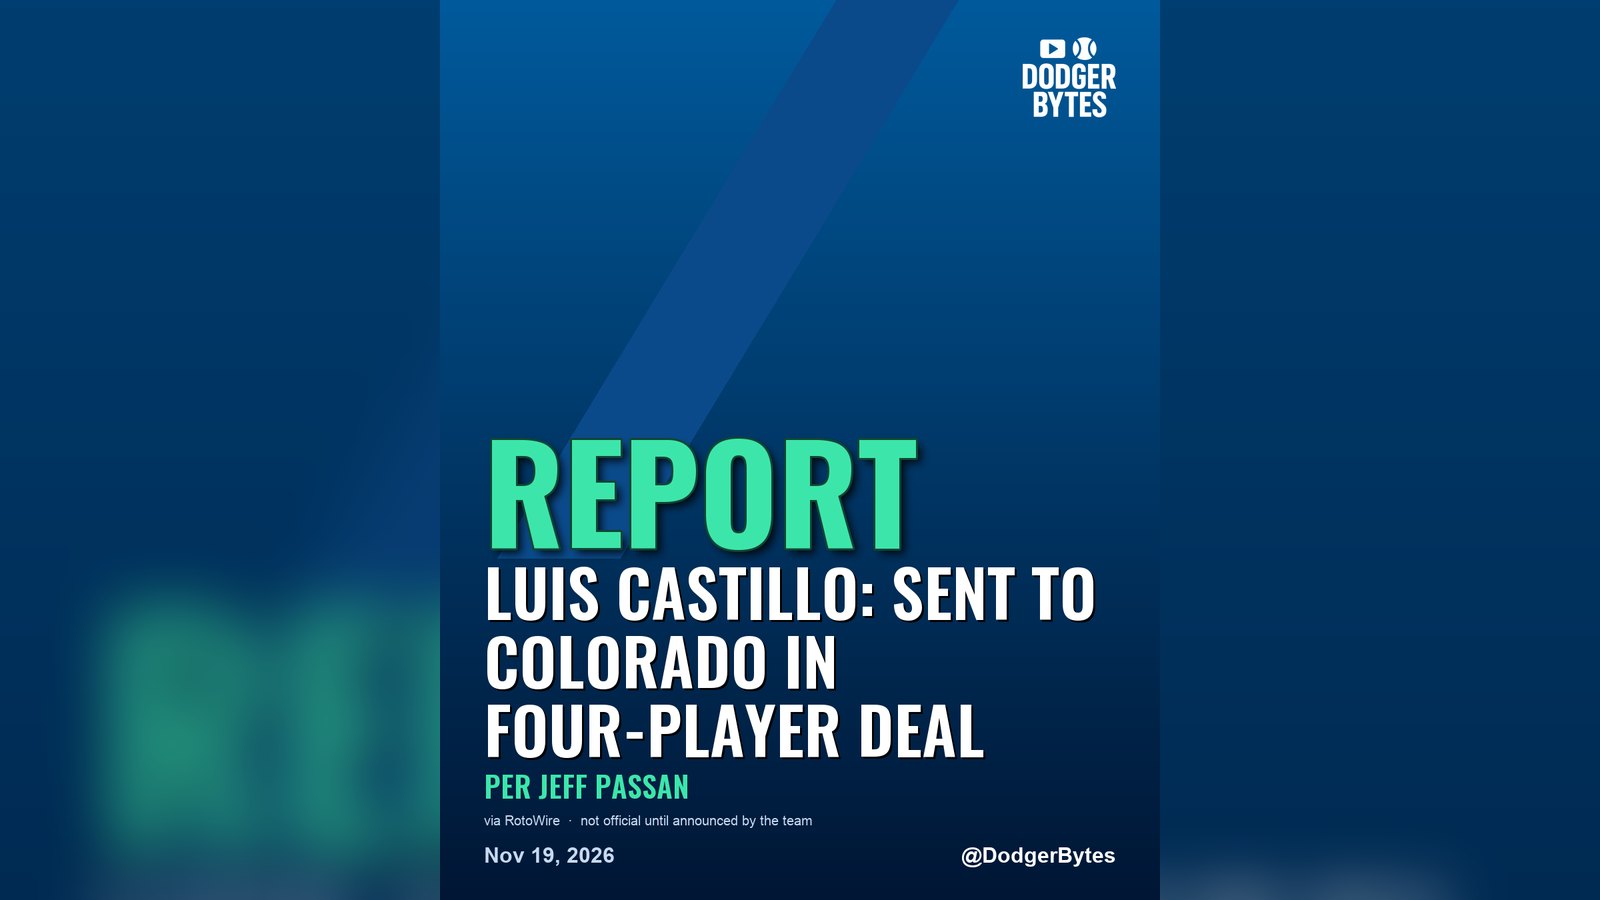 DODGER
BYTES
REPORT
LUIS CASTILLO: SENT TO
COLORADO IN
FOUR-PLAYER DEAL
PER JEFF PASSAN
via RotoWire · not official until announced by the team
Nov 19, 2026
@DodgerBytes